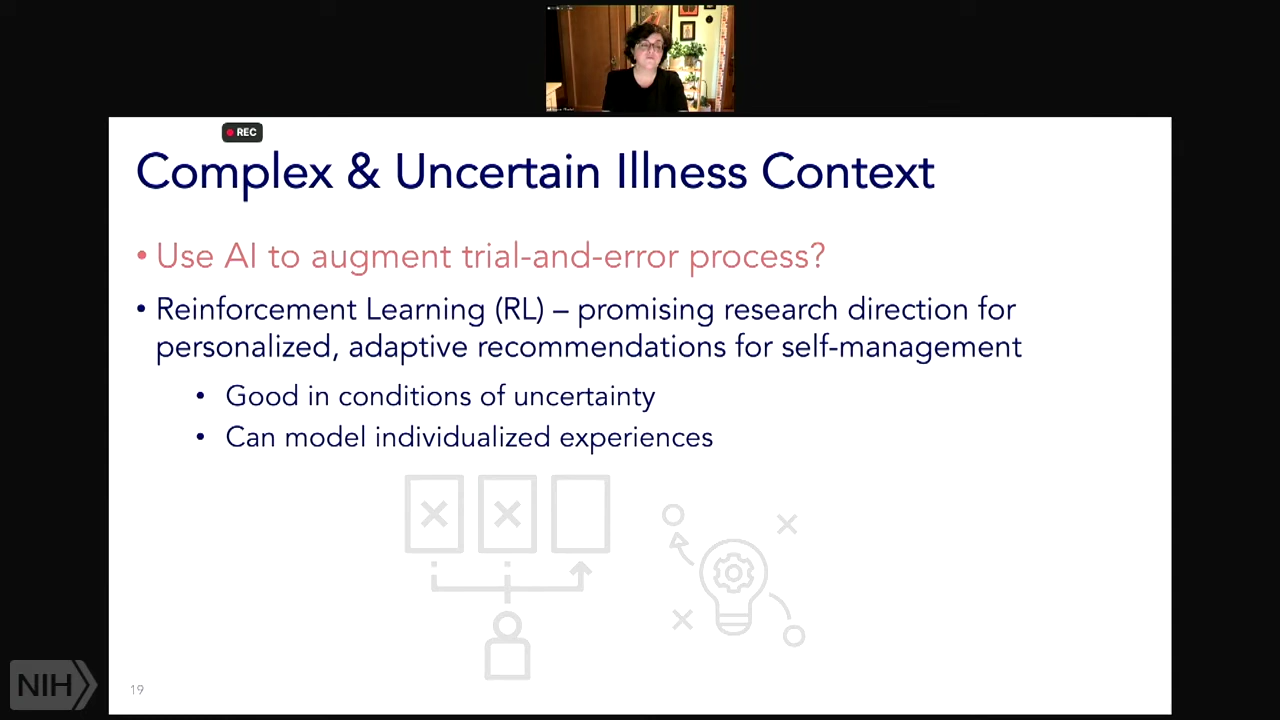 REC
Complex & Uncertain Illness Context
• Use AI to augment trial-and-error process?
• Reinforcement Learning (RL) – promising research direction for
personalized, adaptive recommendations for self-management
• Good in conditions of uncertainty
• Can model individualized experiences
NIH
19